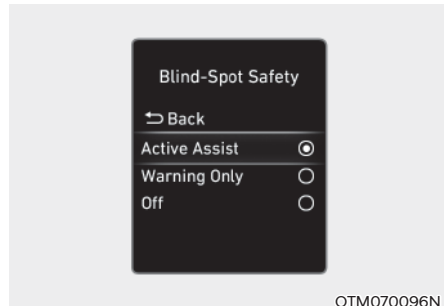 Blind-Spot Safety
Back
Active Assist
Warning Only
Off
OTM070096N